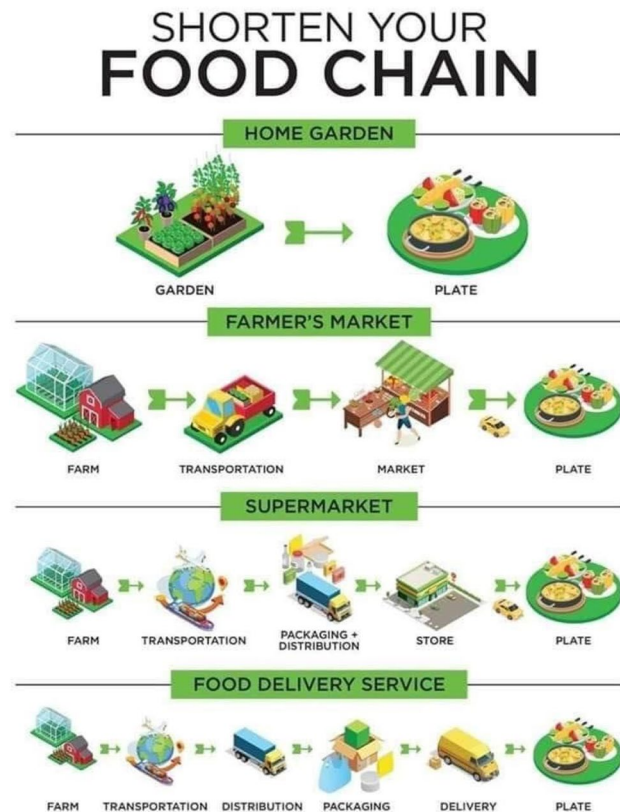 SHORTEN YOUR
FOOD CHAIN
HOME GARDEN
GARDEN
PLATE
FARMER'S MARKET
FARM
TRANSPORTATION
MARKET
PLATE
SUPERMARKET
FARM
TRANSPORTATION
PACKAGING +
DISTRIBUTION
STORE
PLATE
FOOD DELIVERY SERVICE
FARM
TRANSPORTATION
DISTRIBUTION
PACKAGING
DELIVERY
PLATE